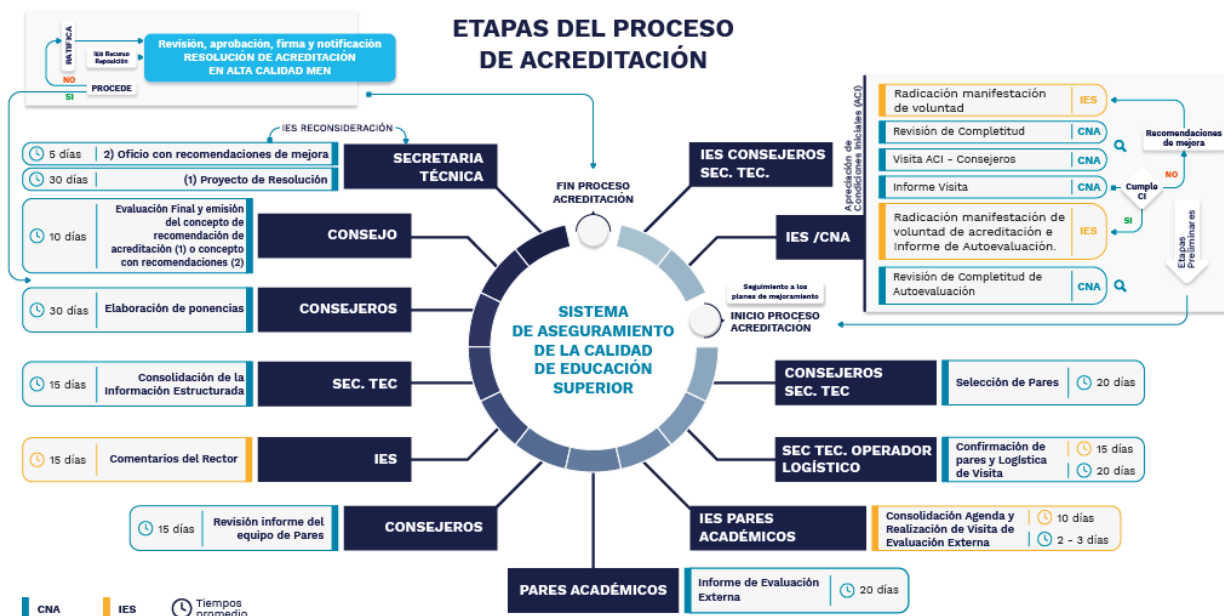 ETAPAS DEL PROCESO
DE ACREDITACIÓN
RATIFICA
IES Recurso
Reposición
Revisión, aprobación, firma y notificación
RESOLUCIÓN DE ACREDITACIÓN
EN ALTA CALIDAD MEN
NO
SI
PROCEDE
IES RECONSIDERACIÓN
5 días
2) Oficio con recomendaciones de mejora
30 días
(1) Proyecto de Resolución
SECRETARIA
TÉCNICA
10 días
Evaluación Final y emisión
del concepto de
recomendación de
acreditación (1) o concepto
con recomendaciones (2)
CONSEJO
30 días
Elaboración de ponencias
CONSEJEROS
15 días
Consolidación de la
Información Estructurada
SEC. TEC
15 días
Comentarios del Rector
IES
15 días
Revisión informe del
equipo de Pares
CONSEJEROS
PARES ACADÉMICOS
Informe de Evaluación
Externa
20 días
FIN PROCESO
ACREDITACIÓN
SISTEMA
DE ASEGURAMIENTO
DE LA CALIDAD
DE EDUCACIÓN
SUPERIOR
Seguimiento a los
planes de mejoramiento
INICIO PROCESO
ACREDITACIÓN
IES CONSEJEROS
SEC. TEC.
IES /CNA
Apreciación de
Condiciones Iniciales (ACI)
Radicación manifestación
de voluntad
IES
Revisión de Completitud
CNA
Visita ACI - Consejeros
CNA
Informe Visita
CNA
Radicación manifestación de
voluntad de acreditación e
Informe de Autoevaluación.
IES
Revisión de Completitud de
Autoevaluación
CNA
Recomendaciones
de mejora
NO
Cumple
CI
SI
Etapas
Preliminares
CONSEJEROS
SEC. TEC
Selección de Pares
20 días
SEC TEC. OPERADOR
LOGÍSTICO
Confirmación de
pares y Logística
de Visita
15 días
20 días
IES PARES
ACADÉMICOS
Consolidación Agenda y
Realización de Visita de
Evaluación Externa
10 días
2 - 3 días
CNA
IES
Tiempos
promedio